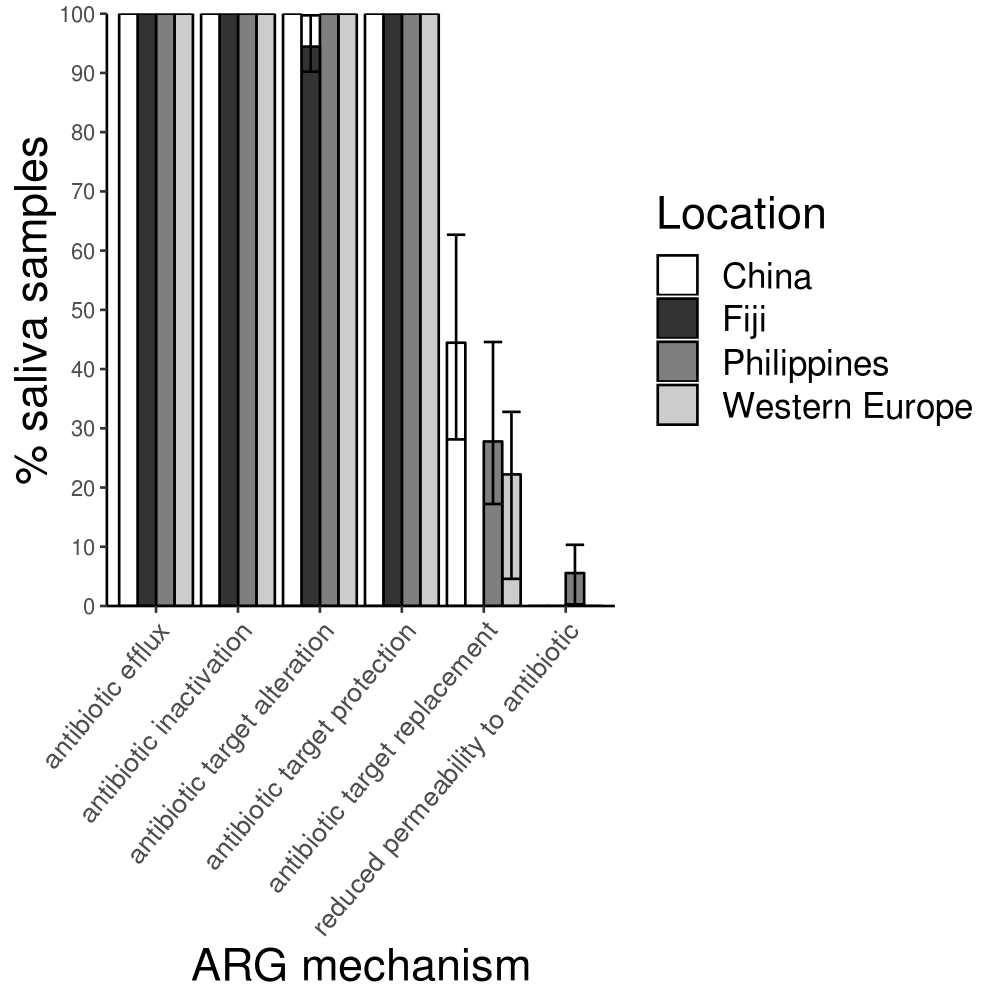 100
90
80
70
60
50
40
30
20
10
0
% saliva samples
antibiotic efflux
antibiotic inactivation
antibiotic target alteration
antibiotic target protection
antibiotic target replacement
reduced permeability to antibiotic
ARG mechanism
Location
China
Fiji
Philippines
Western Europe